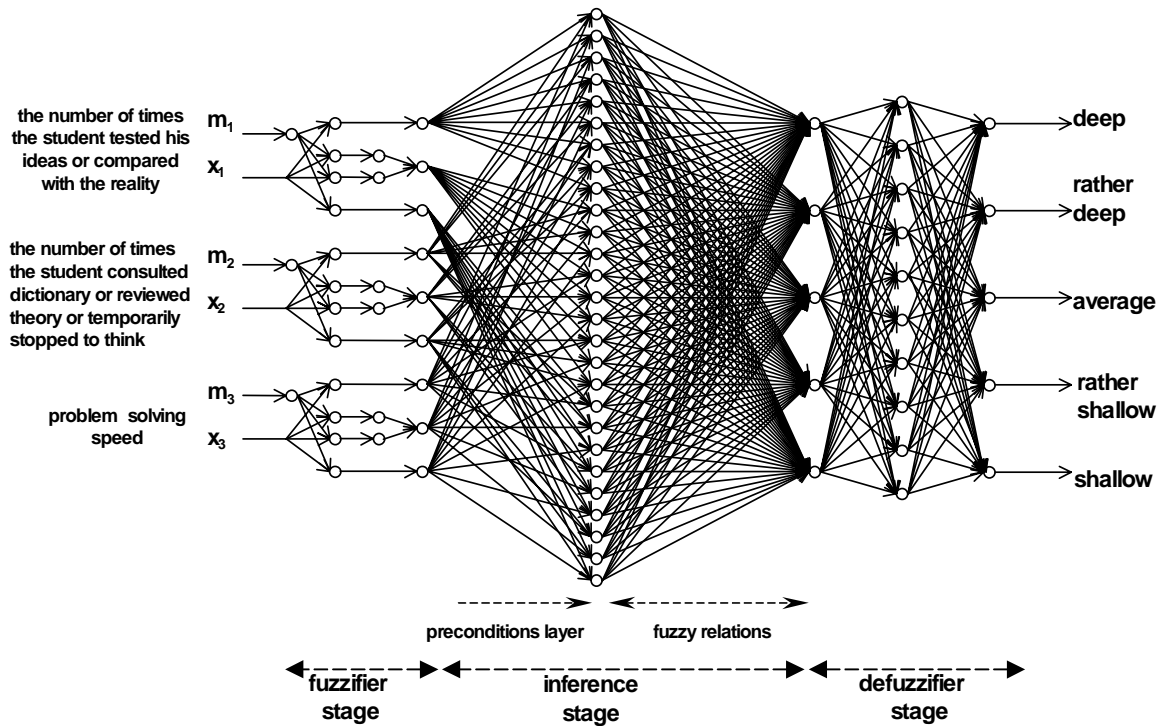 the number of times
the student tested his
ideas or compared
with the reality
m1
x1
the number of times
the student consulted
dictionary or reviewed
theory or temporarily
stopped to think
m2
x2
problem solving
speed
m3
x3
deep
rather
deep
average
rather
shallow
shallow
preconditions layer
fuzzy relations
fuzzifier
stage
inference
stage
defuzzifier
stage